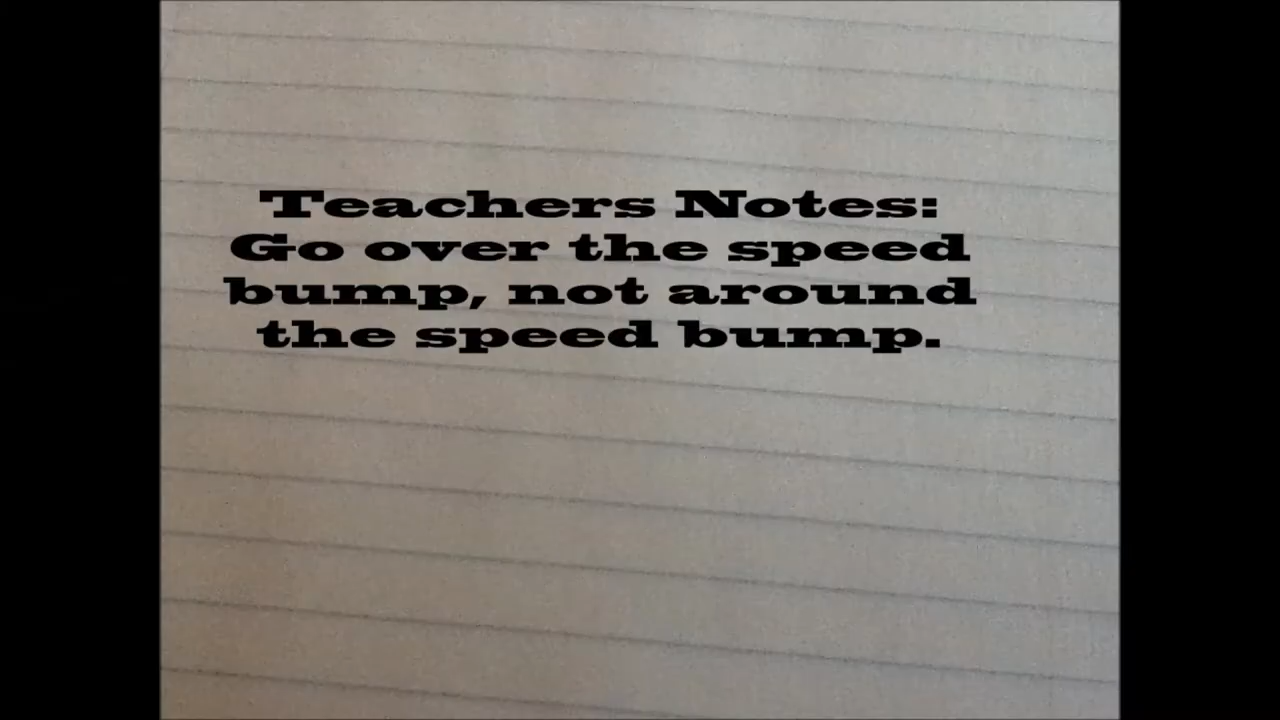 Teachers Notes:
Go over the speed
bump, not around
the speed bump.